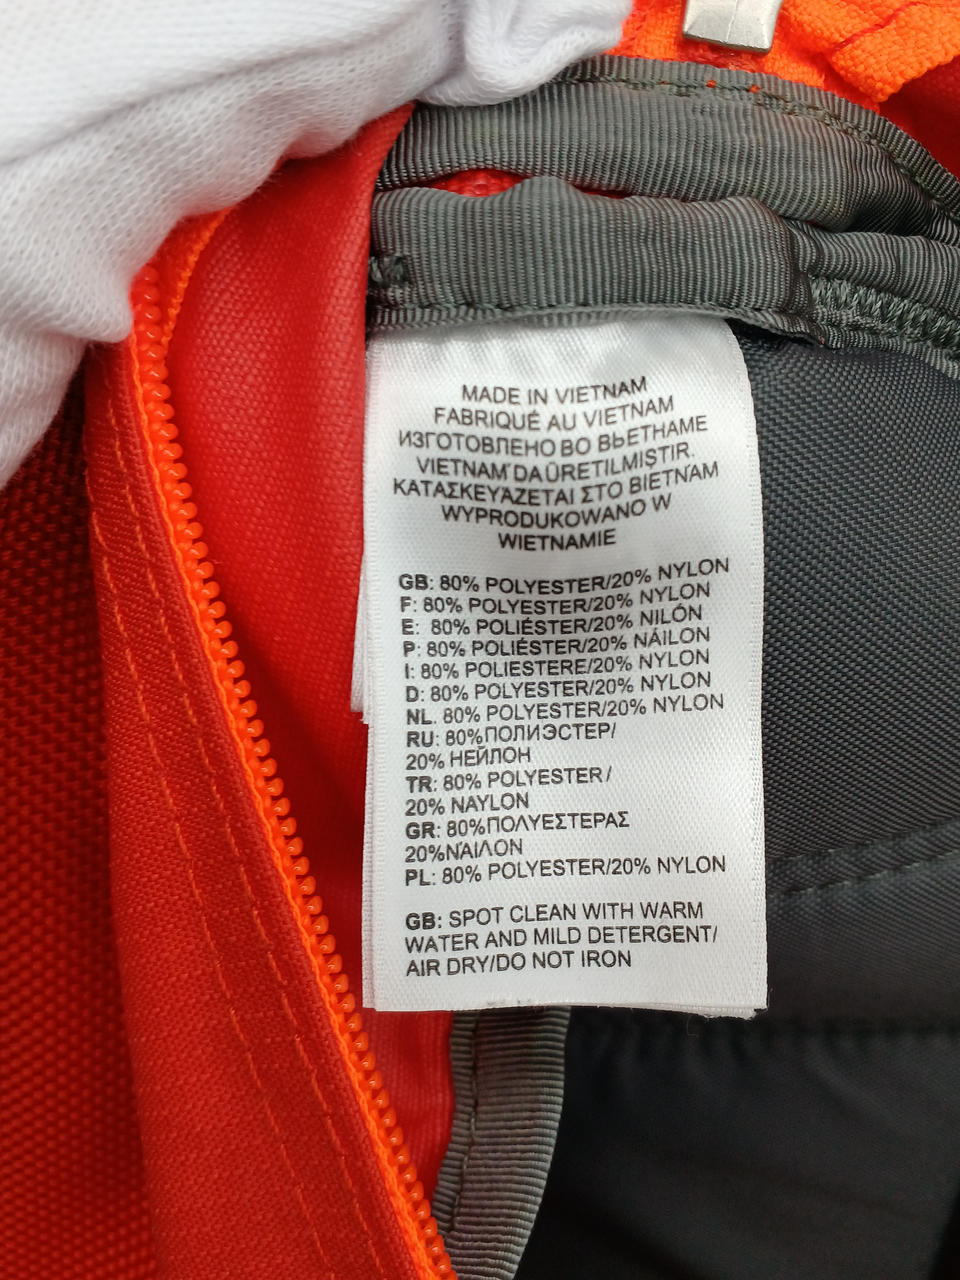 MADE IN VIETNAM
FABRIQUÉ AU VIETNAM
ИЗГОТОВЛЕНО ВО ВЬЕТНАМЕ
VIETNAM'DA ÜRETILMIŞTIR.
ΚΑΤΑΣΚΕΥΆΖΕΤΑΙ ΣΤΟ ΒΙΕΤΝΑΜ
WYPRODUKOWANO W
WIETNAMIE
GB: 80% POLYESTER/20% NYLON
F: 80% POLYESTER/20% NYLON
E: 80% POLIÉSTER/20% NILÓN
P: 80% POLIÉSTER/20% NÁILON
I: 80% POLIESTERE/20% NYLON
D: 80% POLYESTER/20% NYLON
NL. 80% POLYESTER/20% NYLON
RU: 80%ПОЛИЭСТЕР/
20% НЕЙЛОН
TR: 80% POLYESTER/
20% NAYLON
GR: 80%ΠΟΛΥΕΣΤΕΡΑΣ
20%ΝΆΙΛΟΝ
PL: 80% POLYESTER/20% NYLON
GB: SPOT CLEAN WITH WARM
WATER AND MILD DETERGENT/
AIR DRY/DO NOT IRON